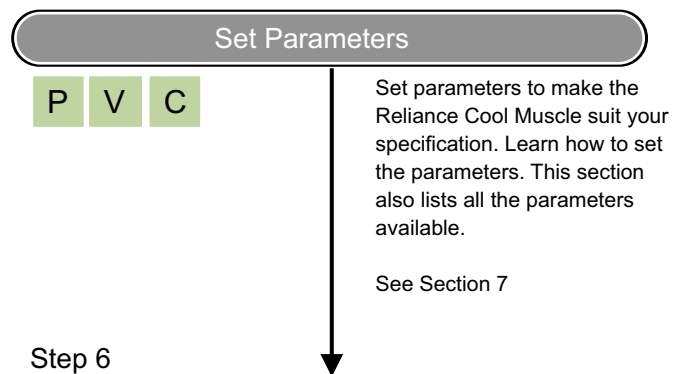 Set Parameters
P V C
Set parameters to make the
Reliance Cool Muscle suit your
specification. Learn how to set
the parameters. This section
also lists all the parameters
available.
See Section 7
Step 6